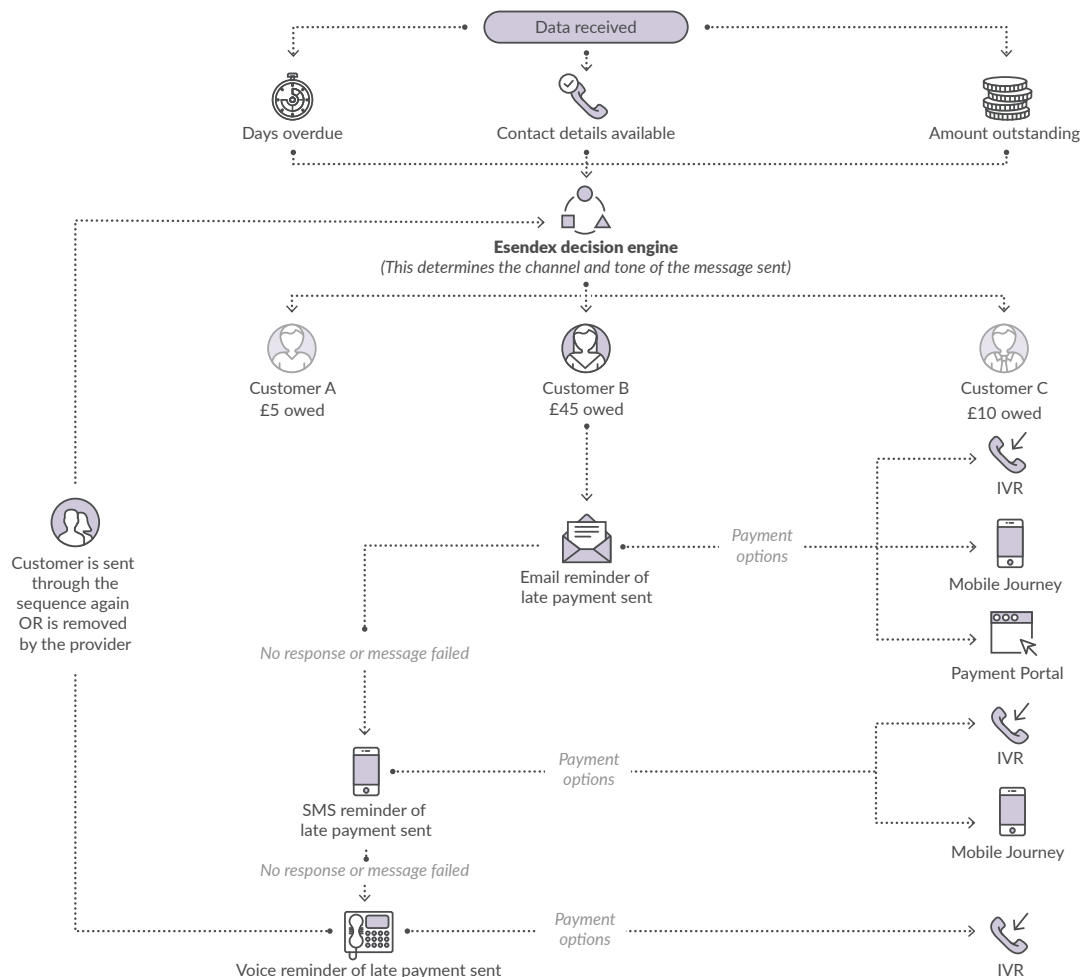 Data received
Days overdue
Contact details available
Amount outstanding
Esendex decision engine
(This determines the channel and tone of the message sent)
Customer A
£5 owed
Customer B
£45 owed
Customer C
£10 owed
IVR
Payment
options
Mobile Journey
Email reminder of
late payment sent
Customer is sent
through the
sequence again
OR is removed
by the provider
No response or message failed
Payment Portal
IVR
Payment
options
SMS reminder of
late payment sent
Mobile Journey
No response or message failed
Payment
options
Voice reminder of late payment sent
IVR